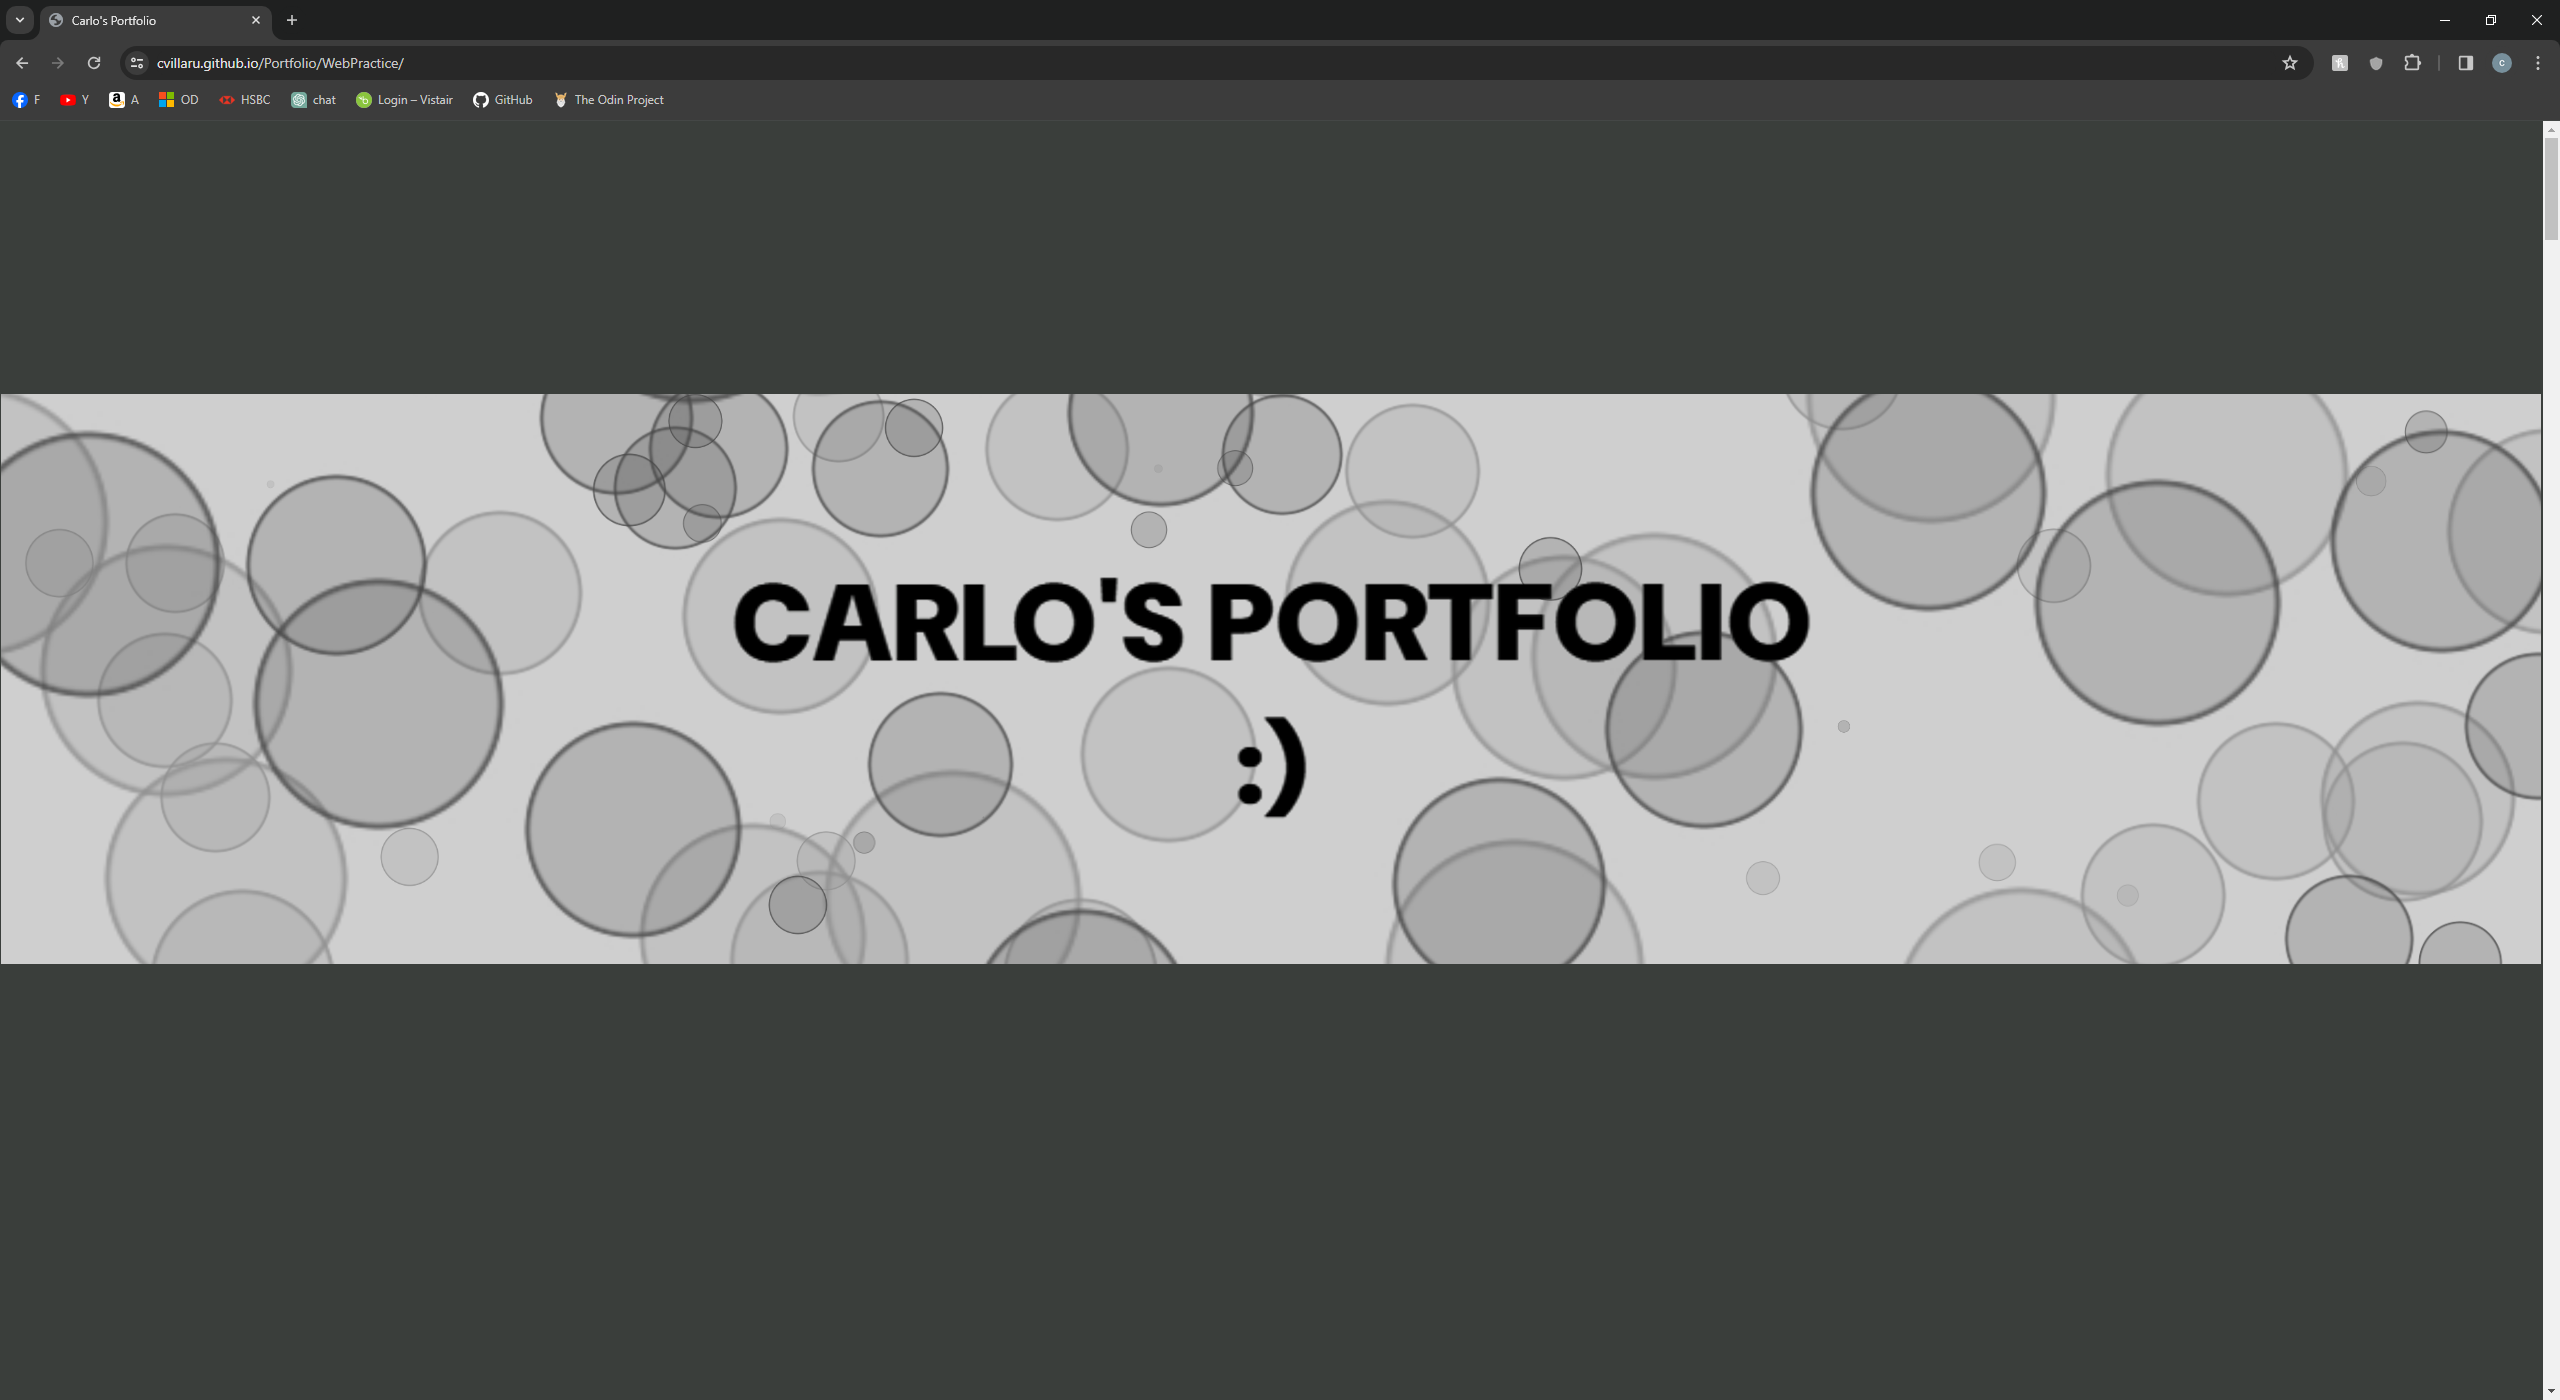 Carlo's Portfolio
cvillaru.github.io/Portfolio/WebPractice/
c
F
Y
A
OD
HSBC
chat
Login – Vistair
GitHub
The Odin Project
CARLO'S PORTFOLIO
:)